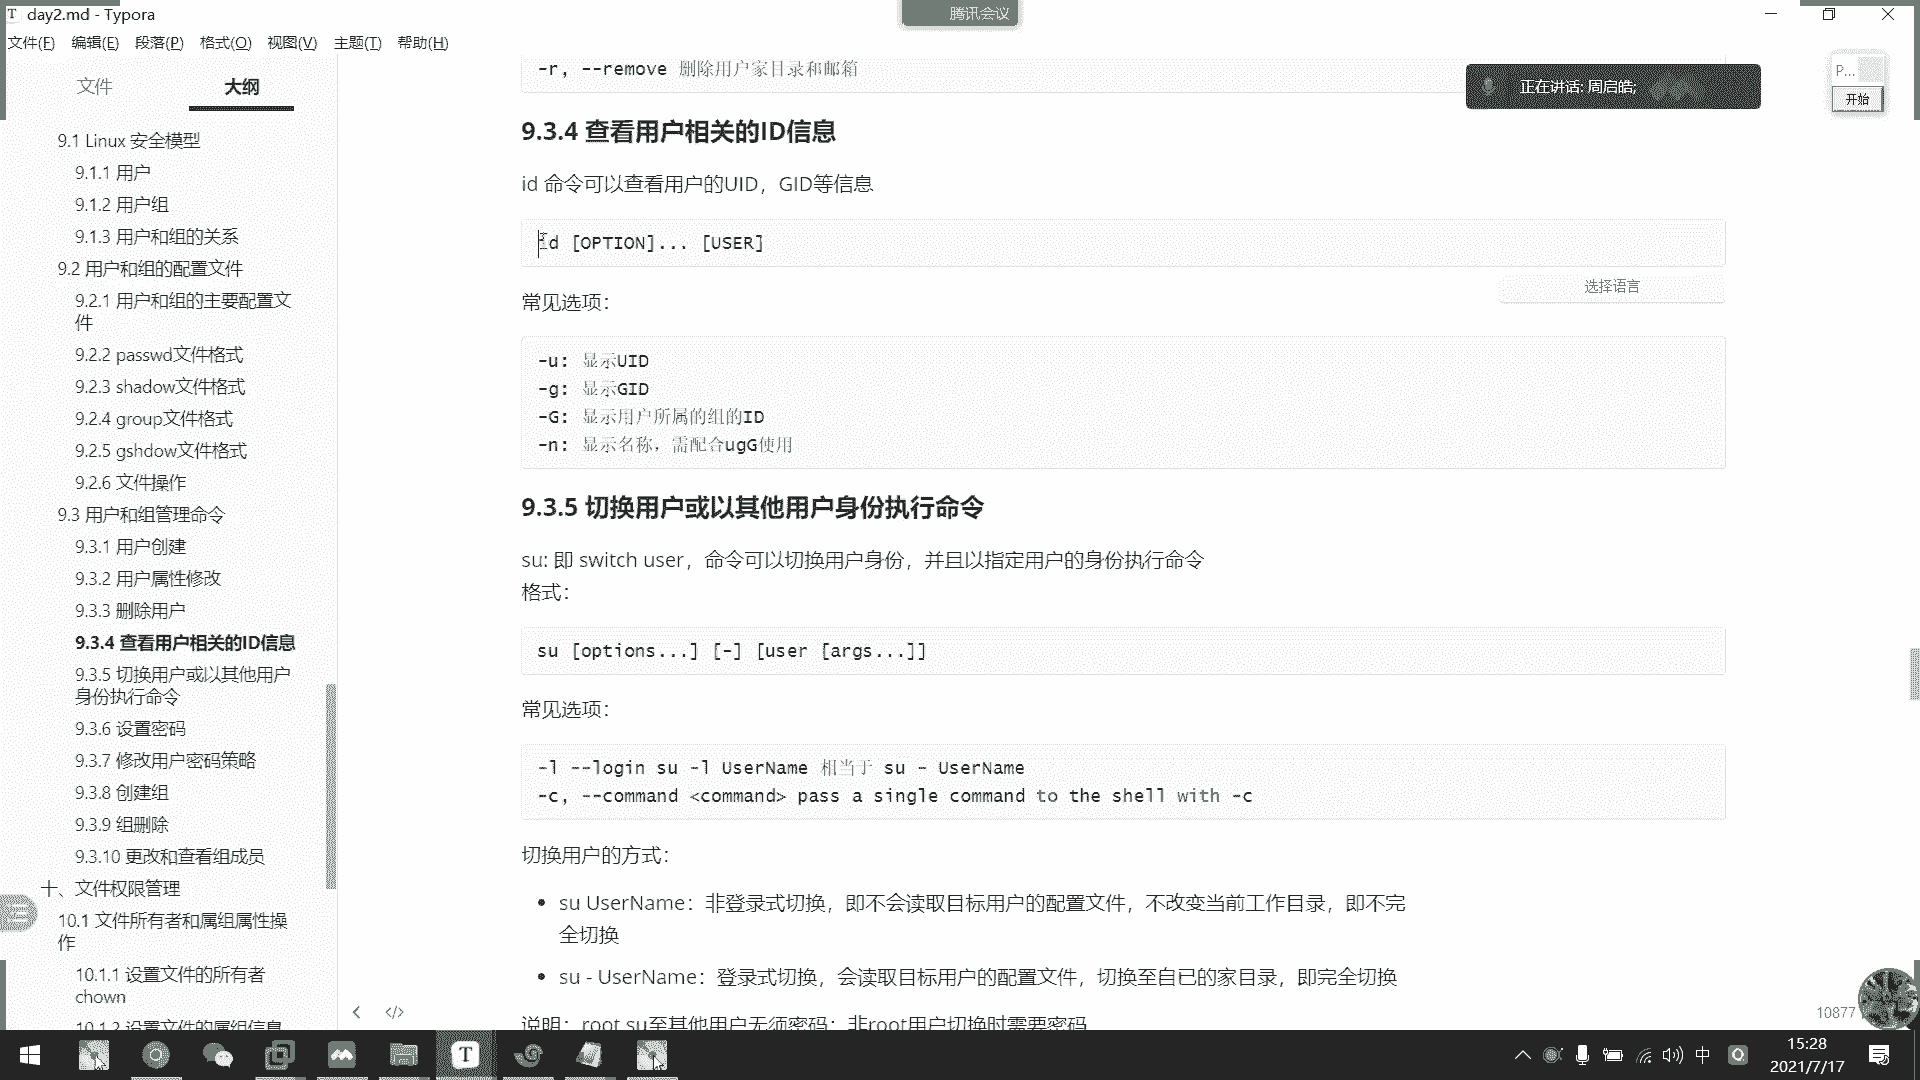 day2.md - Typora
腾讯会议
文件(F) 编辑(E) 段落(P) 格式(O) 视图(V) 主题(T) 帮助(H)
文件
大纲
9.1 Linux 安全模型
9.1.1 用户
9.1.2 用户组
9.1.3 用户和组的关系
9.2 用户和组的配置文件
9.2.1 用户和组的主要配置文
件
9.2.2 passwd文件格式
9.2.3 shadow文件格式
9.2.4 group文件格式
9.2.5 gshdow文件格式
9.2.6 文件操作
9.3 用户和组管理命令
9.3.1 用户创建
9.3.2 用户属性修改
9.3.3 删除用户
9.3.4 查看用户相关的ID信息
9.3.5 切换用户或以其他用户
身份执行命令
9.3.6 设置密码
9.3.7 修改用户密码策略
9.3.8 创建组
9.3.9 组删除
9.3.10 更改和查看组成员
十、文件权限管理
10.1 文件所有者和属组属性操
作
10.1.1 设置文件的所有者
chown
10.1.2 设置文件的属组信息
-r, --remove 删除用户家目录和邮箱
正在讲话: 周启皓;
P...
开始
9.3.4 查看用户相关的ID信息
id 命令可以查看用户的UID，GID等信息
id [OPTION]... [USER]
选择语言
常见选项：
-u: 显示UID
-g: 显示GID
-G: 显示用户所属的组的ID
-n: 显示名称，需配合ugG使用
9.3.5 切换用户或以其他用户身份执行命令
su: 即 switch user，命令可以切换用户身份，并且以指定用户的身份执行命令
格式：
su [options...] [-] [user [args...]]
常见选项：
-l --login su -l UserName 相当于 su - UserName
-c, --command <command> pass a single command to the shell with -c
切换用户的方式：
su UserName：非登录式切换，即不会读取目标用户的配置文件，不改变当前工作目录，即不完
全切换
su - UserName：登录式切换，会读取目标用户的配置文件，切换至自已的家目录，即完全切换
说明：root su至其他用户无须密码；非root用户切换时需要密码
10877
中
15:28
2021/7/17